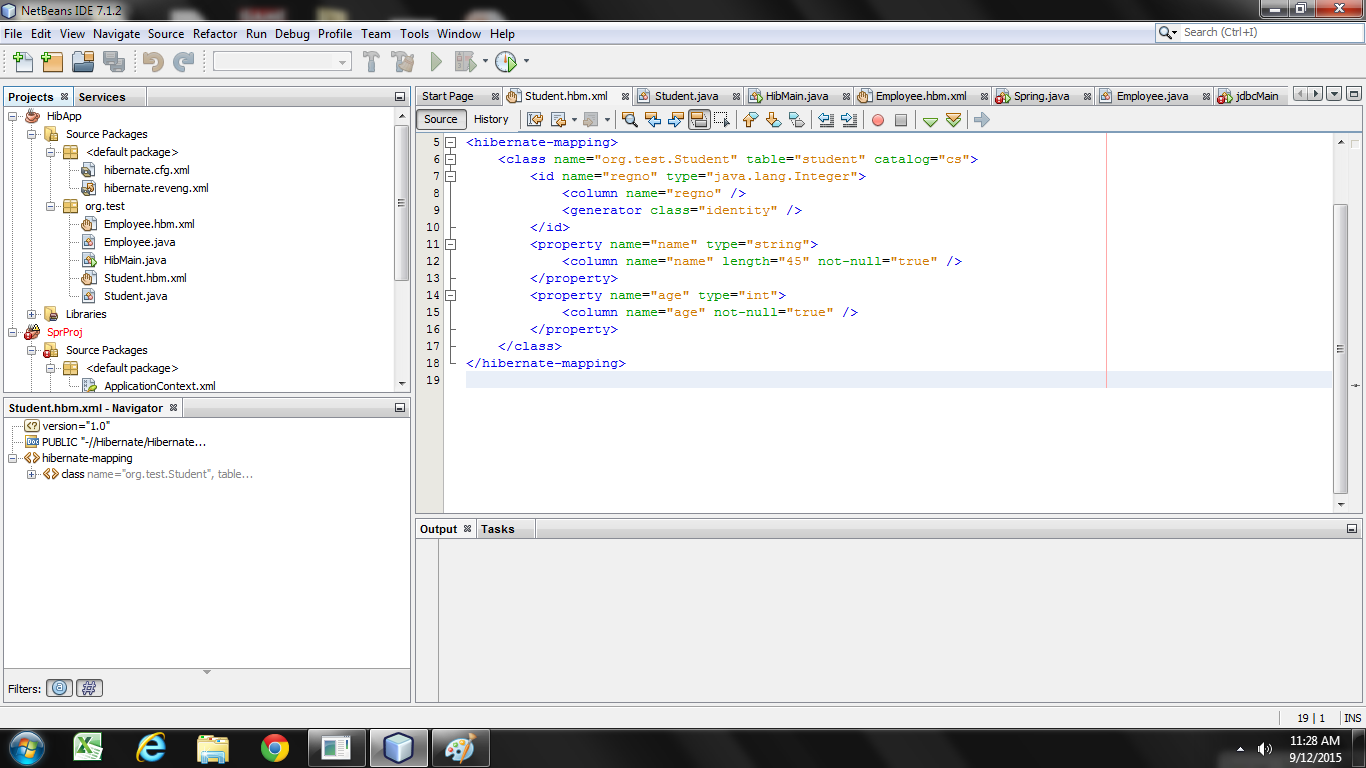 NetBeans IDE 7.1.2
File Edit View Navigate Source Refactor Run Debug Profile Team Tools Window Help
Search (Ctrl+I)
Projects Services
HibApp
Source Packages
<default package>
hibernate.cfg.xml
hibernate.reveng.xml
org.test
Employee.hbm.xml
Employee.java
HibMain.java
Student.hbm.xml
Student.java
Libraries
SprProj
Source Packages
<default package>
ApplicationContext.xml
Student.hbm.xml - Navigator
version="1.0"
PUBLIC "-//Hibernate/Hibernate...
hibernate-mapping
class name="org.test.Student", table...
Filters:
Start Page Student.hbm.xml Student.java HibMain.java Employee.hbm.xml Spring.java Employee.java jdbcMain
Source History
5 <hibernate-mapping>
6 <class name="org.test.Student" table="student" catalog="cs">
7 <id name="regno" type="java.lang.Integer">
8 <column name="regno" />
9 <generator class="identity" />
10 </id>
11 <property name="name" type="string">
12 <column name="name" length="45" not-null="true" />
13 </property>
14 <property name="age" type="int">
15 <column name="age" not-null="true" />
16 </property>
17 </class>
18 </hibernate-mapping>
19
Output Tasks
19 | 1 INS
11:28 AM
9/12/2015